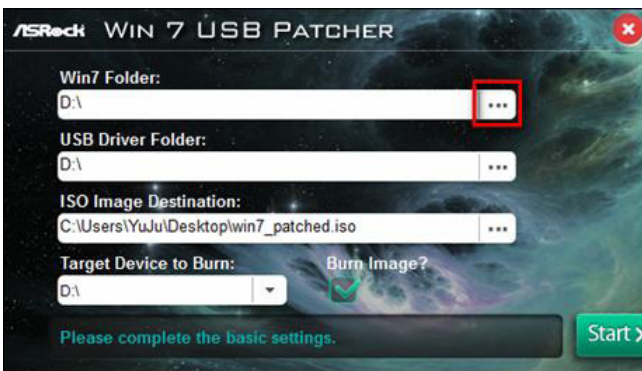 ASRock WIN 7 USB PATCHER
Win7 Folder:
D:\
...
USB Driver Folder:
D:\
...
ISO Image Destination:
C:\Users\YuJu\Desktop\win7_patched.iso
...
Target Device to Burn: Burn Image?
D:\
Please complete the basic settings.
Start